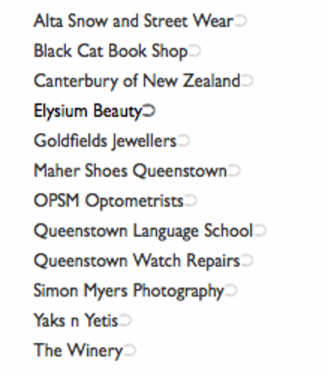 Alta Snow and Street Wear
Black Cat Book Shop
Canterbury of New Zealand
Elysium Beauty
Goldfields Jewellers
Maher Shoes Queenstown
OPSM Optometrists
Queenstown Language School
Queenstown Watch Repairs
Simon Myers Photography
Yaks n Yetis
The Winery